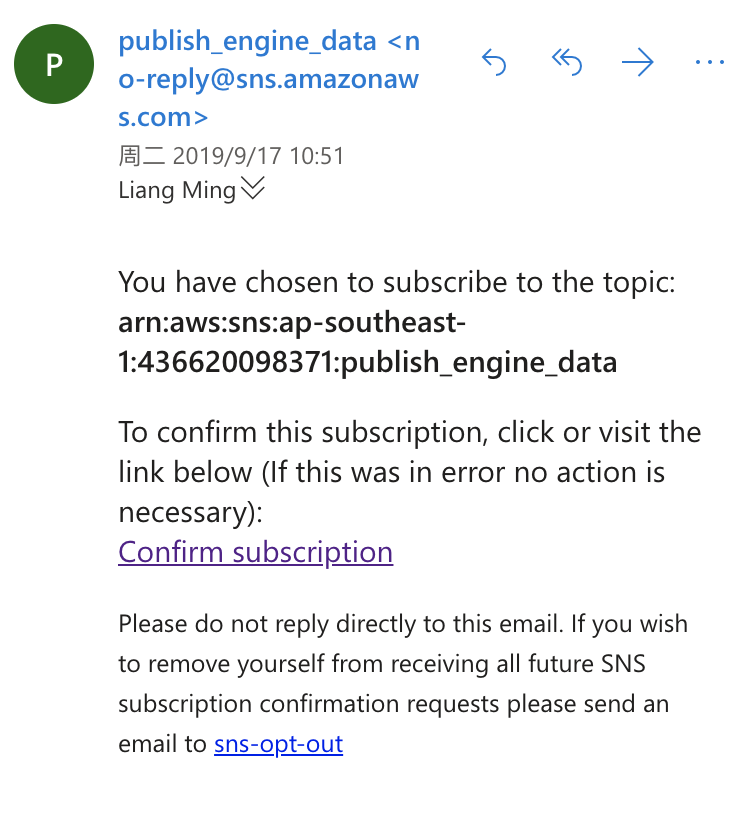 P
publish_engine_data <n
o-reply@sns.amazonaw
s.com>
周二 2019/9/17 10:51
Liang Ming
You have chosen to subscribe to the topic:
arn:aws:sns:ap-southeast-
1:436620098371:publish_engine_data
To confirm this subscription, click or visit the
link below (If this was in error no action is
necessary):
Confirm subscription
Please do not reply directly to this email. If you wish
to remove yourself from receiving all future SNS
subscription confirmation requests please send an
email to sns-opt-out